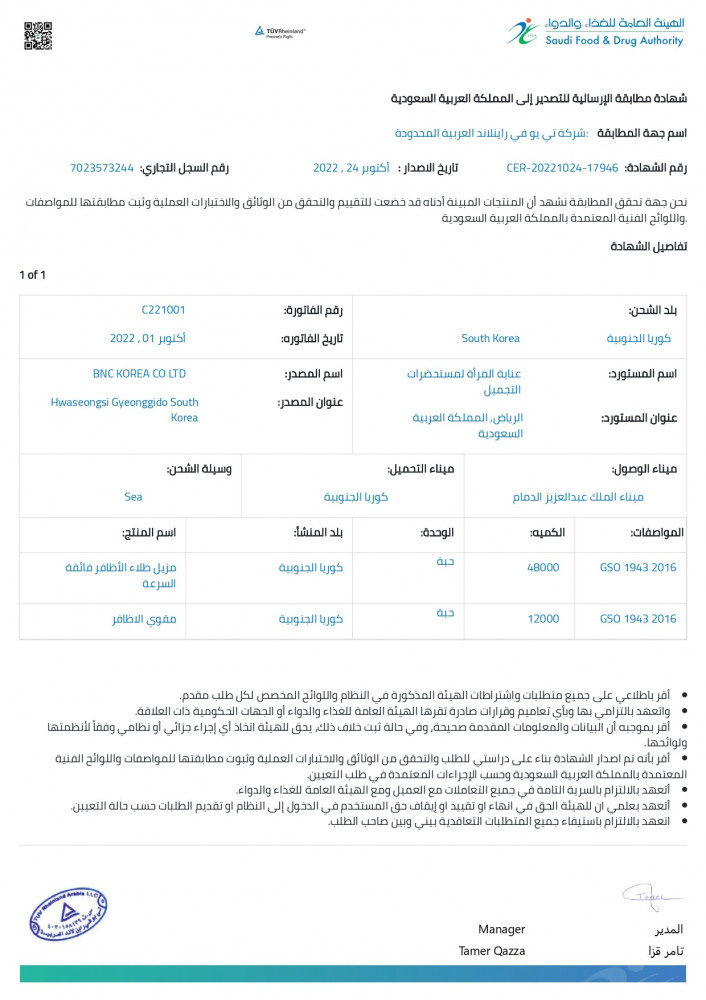 TÜVRheinland®
Precisely Right.
الهيئة العامة للغذاء والدواء
Saudi Food & Drug Authority
شهادة مطابقة الإرسالية للتصدير إلى المملكة العربية السعودية
اسم جهة المطابقة :شركة تي يو في راينلاند العربية المحدودة
رقم الشهادة: CER-20221024-17946 تاريخ الاصدار : أكتوبر 24 , 2022 رقم السجل التجاري: 7023573244
نحن جهة تحقق المطابقة نشهد أن المنتجات المبينة أدناه قد خضعت للتقييم والتحقق من الوثائق والاختبارات العملية وثبت مطابقتها للمواصفات
واللوائح الفنية المعتمدة بالمملكة العربية السعودية.
تفاصيل الشهادة
1 of 1
بلد الشحن: رقم الفاتورة: C221001
كوريا الجنوبية South Korea تاريخ الفاتوره: أكتوبر 01 , 2022
اسم المستورد: عناية المرأة لمستحضرات
التجميل
اسم المصدر: BNC KOREA CO LTD
عنوان المستورد: الرياض, المملكة العربية
السعودية
عنوان المصدر: Hwaseongsi Gyeonggido South
Korea
ميناء الوصول: ميناء التحميل: وسيلة الشحن:
ميناء الملك عبدالعزيز الدمام كوريا الجنوبية Sea
المواصفات: الكميه: الوحدة: بلد المنشأ: اسم المنتج:
GSO 1943 2016 48000 حبة كوريا الجنوبية مزيل طلاء الأظافر فائقة
السرعة
GSO 1943 2016 12000 حبة كوريا الجنوبية مقوي الاظافر
● أقر باطلاعي على جميع متطلبات واشتراطات الهيئة المذكورة في النظام واللوائح المخصص لكل طلب مقدم.
● واتعهد بالتزامي بها وبأي تعاميم وقرارات صادرة تقرها الهيئة العامة للغذاء والدواء أو الجهات الحكومية ذات العلاقة.
● أقر بموجبه أن البيانات والمعلومات المقدمة صحيحة, وفي حالة ثبت خلاف ذلك, يحق للهيئة اتخاذ أي إجراء جزائي أو نظامي وفقاً لأنظمتها
ولوائحها.
● أقر بأنه تم اصدار الشهادة بناء على دراستي للطلب والتحقق من الوثائق والاختبارات العملية وثبوت مطابقتها للمواصفات واللوائح الفنية
المعتمدة بالمملكة العربية السعودية وحسب الإجراءات المعتمدة في طلب التعيين.
● أتعهد بالالتزام بالسرية التامة في جميع التعاملات مع العميل ومع الهيئة العامة للغذاء والدواء.
● أتعهد بعلمي ان للهيئة الحق في انهاء او تقييد او إيقاف حق المستخدم في الدخول إلى النظام او تقديم الطلبات حسب حالة التعيين.
● اتعهد بالالتزام باستيفاء جميع المتطلبات التعاقدية بيني وبين صاحب الطلب.
TUV Rheinland Arabia LLC
Tamer
المدير Manager
تامر قزا Tamer Qazza